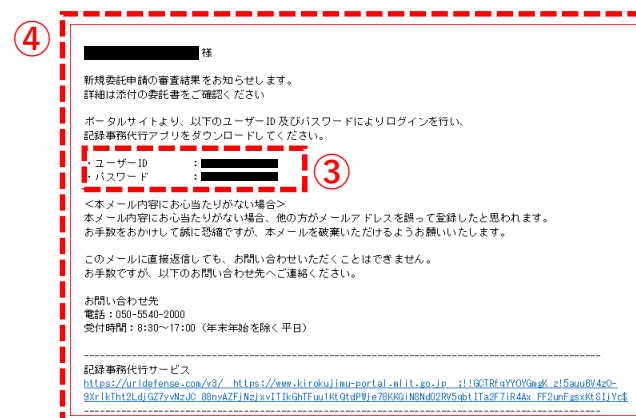 ④
様
新規委託申請の審査結果をお知らせします。
詳細は添付の委託書をご確認ください
ポータルサイトより、以下のユーザーID 及びパスワードによりログインを行い、
記録事務代行アプリをダウンロードしてください。
・ユーザーID :
・パスワード :
③
＜本メール内容にお心当たりがない場合＞
本メール内容にお心当たりがない場合、他の方がメールアドレスを誤って登録したと思われます。
お手数をおかけして誠に恐縮ですが、本メールを破棄いただけるようお願いいたします。
このメールに直接返信しても、お問い合わせいただくことはできません。
お手数ですが、以下のお問い合わせ先へご連絡ください。
お問い合わせ先
電話：050-5540-2000
受付時間：8:30～17:00（年末年始を除く平日）
記録事務代行サービス
https://urldefense.com/v3/ https://www.kirokujimu-portal.mlit.go.jp ;!!GCTRfqYYOYGmgK z!5auu6V4zO-